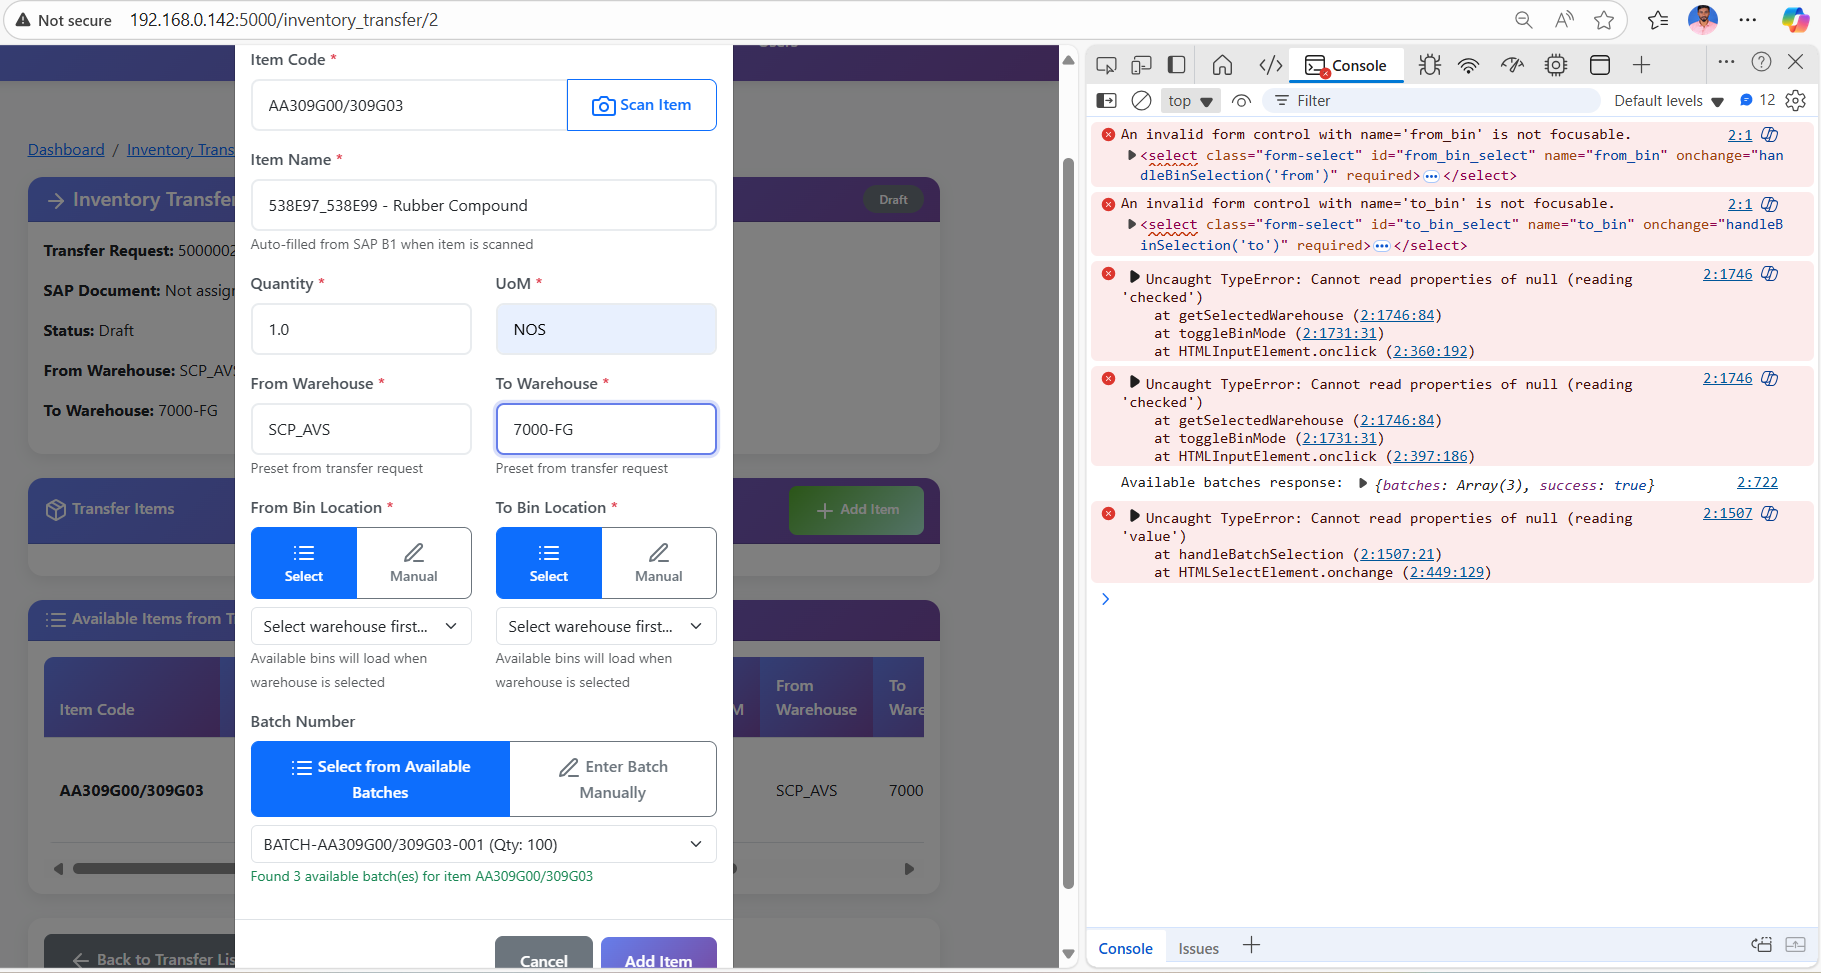 Not secure
192.168.0.142:5000/inventory_transfer/2
Dashboard / Inventory Trans
Inventory Transfer
Draft
Transfer Request: 5000002
SAP Document: Not assig
Status: Draft
From Warehouse: SCP_AVS
To Warehouse: 7000-FG
Transfer Items
Add Item
Available Items from T
Item Code
M
From Warehouse
To Ware
AA309G00/309G03
SCP_AVS
7000
Back to Transfer Lis
Item Code *
AA309G00/309G03
Scan Item
Item Name *
538E97_538E99 - Rubber Compound
Auto-filled from SAP B1 when item is scanned
Quantity *
UoM *
1.0
NOS
From Warehouse *
To Warehouse *
SCP_AVS
7000-FG
Preset from transfer request
Preset from transfer request
From Bin Location *
To Bin Location *
Select
Manual
Select
Manual
Select warehouse first...
Select warehouse first...
Available bins will load when
warehouse is selected
Available bins will load when
warehouse is selected
Batch Number
Select from Available
Batches
Enter Batch
Manually
BATCH-AA309G00/309G03-001 (Qty: 100)
Found 3 available batch(es) for item AA309G00/309G03
Cancel
Add Item
Console
top
Filter
Default levels
12
An invalid form control with name='from_bin' is not focusable.
2:1
<select class="form-select" id="from_bin_select" name="from_bin" onchange="han
dleBinSelection('from')" required>…</select>
An invalid form control with name='to_bin' is not focusable.
2:1
<select class="form-select" id="to_bin_select" name="to_bin" onchange="handleB
inSelection('to')" required>…</select>
Uncaught TypeError: Cannot read properties of null (reading
2:1746
'checked')
at getSelectedWarehouse (2:1746:84)
at toggleBinMode (2:1731:31)
at HTMLInputElement.onclick (2:360:192)
Uncaught TypeError: Cannot read properties of null (reading
2:1746
'checked')
at getSelectedWarehouse (2:1746:84)
at toggleBinMode (2:1731:31)
at HTMLInputElement.onclick (2:397:186)
Available batches response: {batches: Array(3), success: true}
2:722
Uncaught TypeError: Cannot read properties of null (reading
2:1507
'value')
at handleBatchSelection (2:1507:21)
at HTMLSelectElement.onchange (2:449:129)
Console
Issues